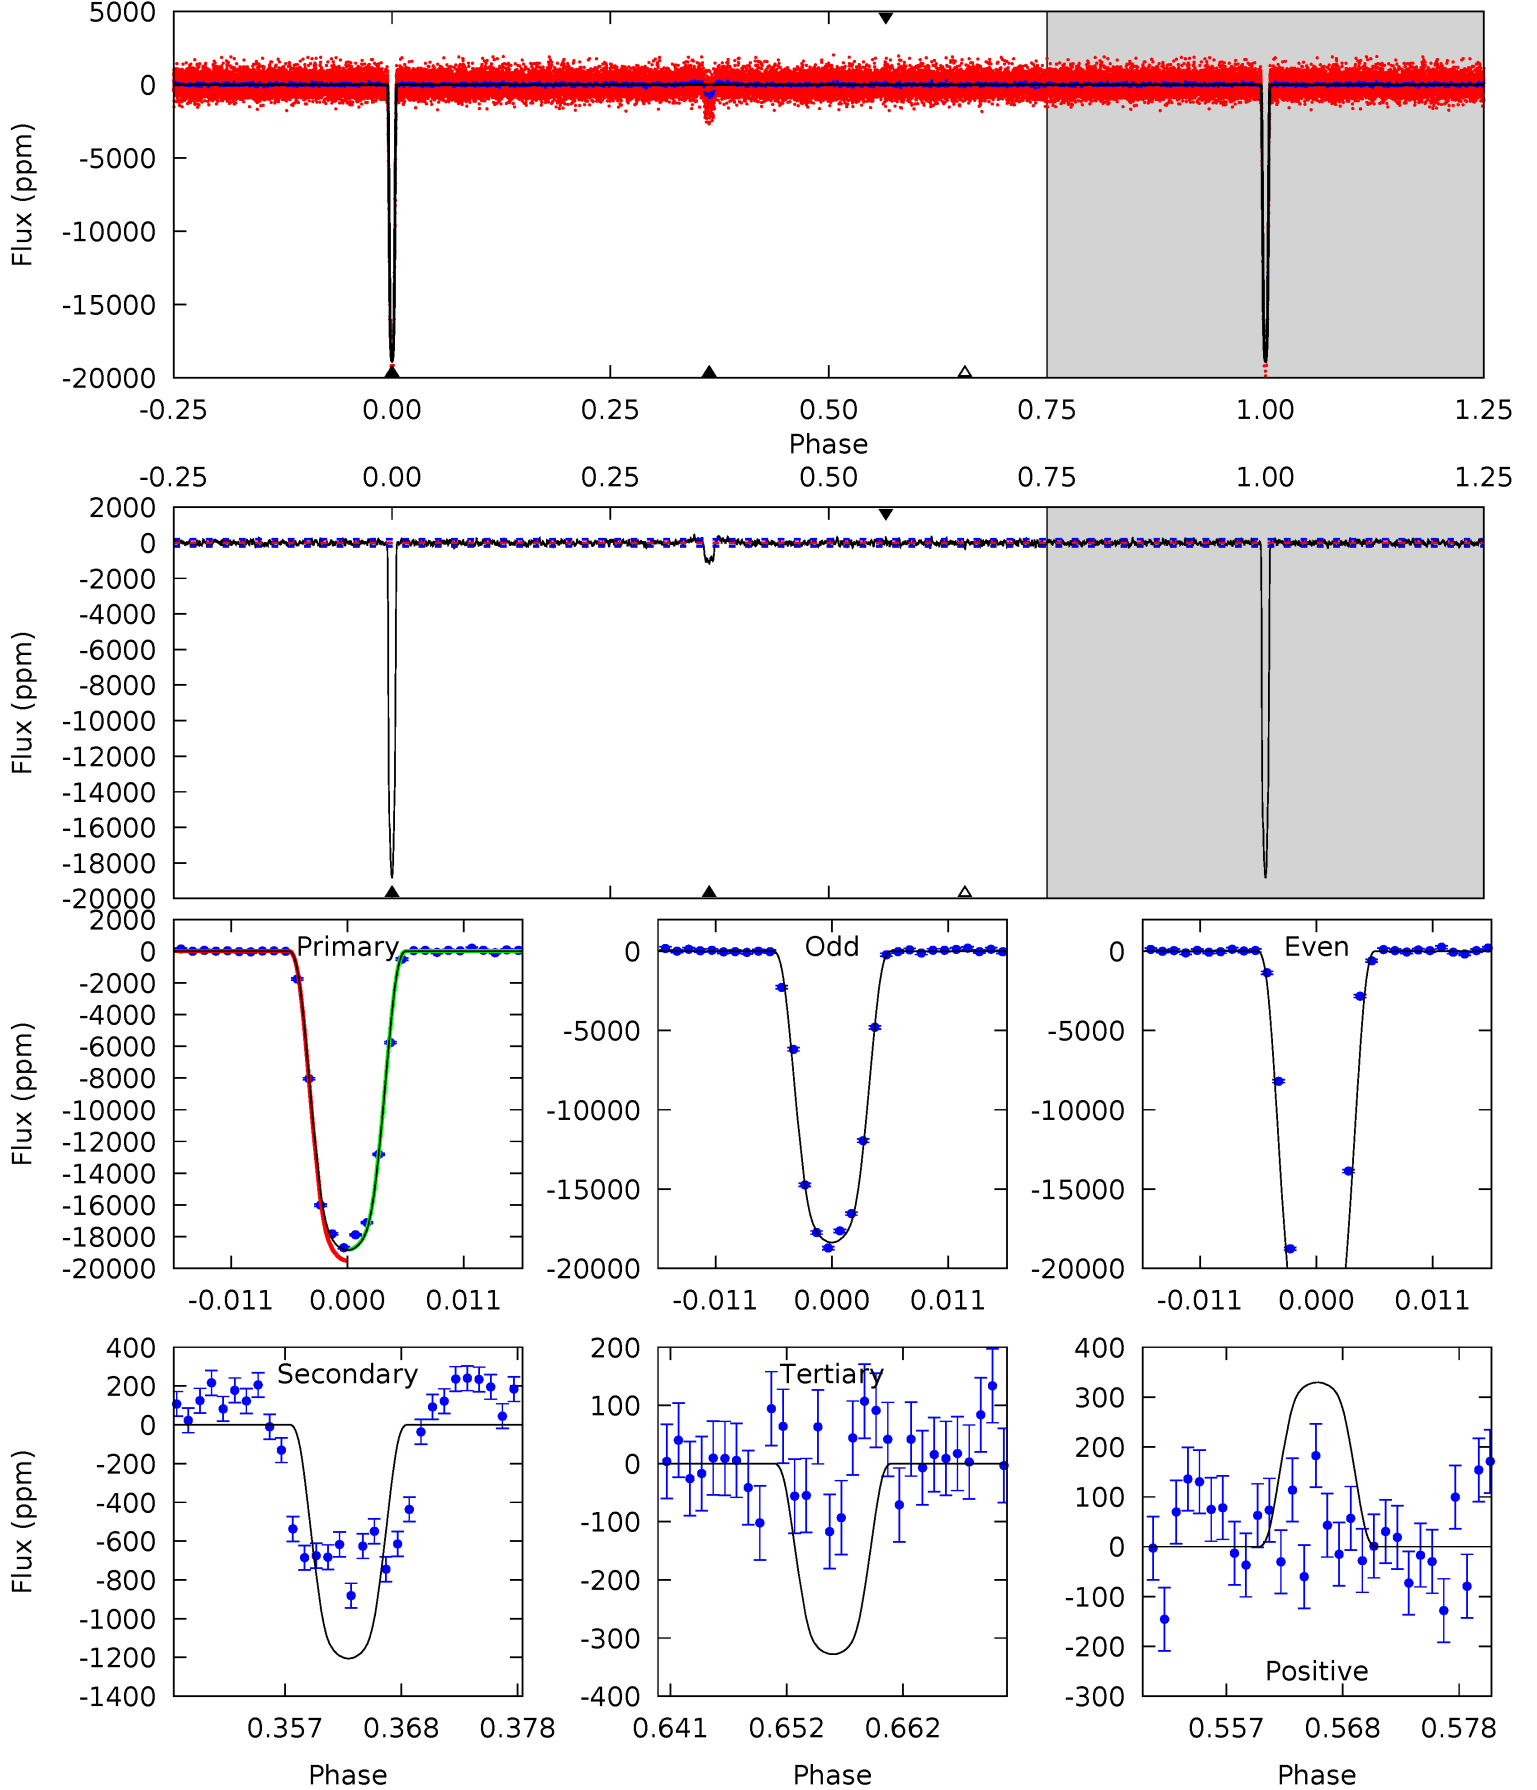 5000
0
-5000
-10000
-15000
-20000
Flux (ppm)
-0.25 0.00 0.25 0.50 0.75 1.00 1.25
Phase
-0.25 0.00 0.25 0.50 0.75 1.00 1.25
2000
0
-2000
-4000
-6000
-8000
-10000
-12000
-14000
-16000
-18000
-20000
Flux (ppm)
Primary
2000
0
-2000
-4000
-6000
-8000
-10000
-12000
-14000
-16000
-18000
-20000
Flux (ppm)
-0.011 0.000 0.011
Odd
0
-5000
-10000
-15000
-20000
-0.011 0.000 0.011
Even
0
-5000
-10000
-15000
-20000
-0.011 0.000 0.011
Secondary
400
200
0
-200
-400
-600
-800
-1000
-1200
-1400
Flux (ppm)
0.357 0.368 0.378
Phase
Tertiary
200
100
0
-100
-200
-300
-400
0.641 0.652 0.662
Phase
400
300
200
100
0
-100
-200
-300
Positive
0.557 0.568 0.578
Phase